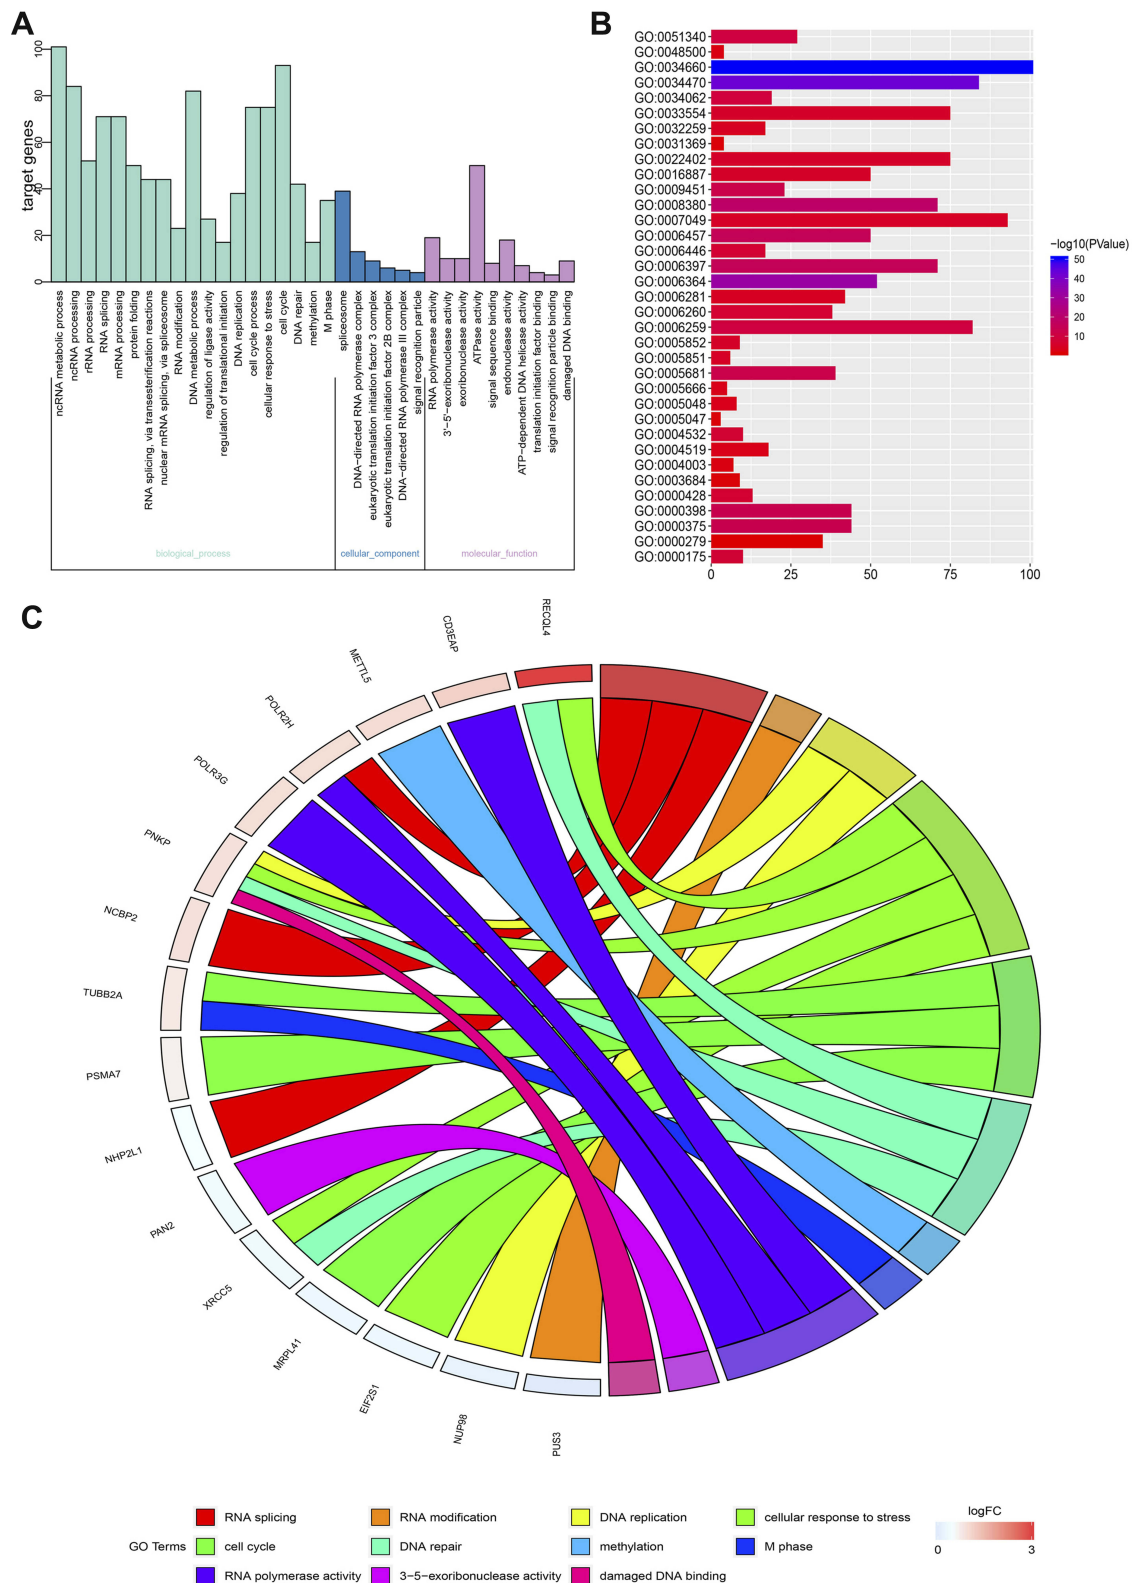 A
target genes
0
20
40
60
80
100
ncRNA metabolic process
ncRNA processing
rRNA processing
RNA splicing
mRNA processing
protein folding
RNA splicing, via transesterification reactions
nuclear mRNA splicing, via spliceosome
RNA modification
DNA metabolic process
regulation of ligase activity
regulation of translational initiation
DNA replication
cell cycle process
cellular response to stress
cell cycle
DNA repair
methylation
M phase
spliceosome
DNA−directed RNA polymerase complex
eukaryotic translation initiation factor 3 complex
eukaryotic translation initiation factor 2B complex
DNA−directed RNA polymerase III complex
signal recognition particle
RNA polymerase activity
3'−5'−exoribonuclease activity
exoribonuclease activity
ATPase activity
signal sequence binding
endonuclease activity
ATP−dependent DNA helicase activity
translation initiation factor binding
signal recognition particle binding
damaged DNA binding
biological_process
cellular_component
molecular_function
B
GO:0051340
GO:0048500
GO:0034660
GO:0034470
GO:0034062
GO:0033554
GO:0032259
GO:0031369
GO:0022402
GO:0016887
GO:0009451
GO:0008380
GO:0007049
GO:0006457
GO:0006446
GO:0006397
GO:0006364
GO:0006281
GO:0006260
GO:0006259
GO:0005852
GO:0005851
GO:0005681
GO:0005666
GO:0005048
GO:0005047
GO:0004532
GO:0004519
GO:0004003
GO:0003684
GO:0000428
GO:0000398
GO:0000375
GO:0000279
GO:0000175
0 25 50 75 100
−log10(PValue)
50
40
30
20
10
C
RECQL4
CD3EAP
METTL5
POLR2H
POLR3G
PNKP
NCBP2
TUBB2A
PSMA7
NHP2L1
PAN2
XRCC5
MRPL41
EIF2S1
NUP98
PUS3
GO Terms
RNA splicing
RNA modification
DNA replication
cellular response to stress
cell cycle
DNA repair
methylation
M phase
RNA polymerase activity
3−5−exoribonuclease activity
damaged DNA binding
logFC
0 3